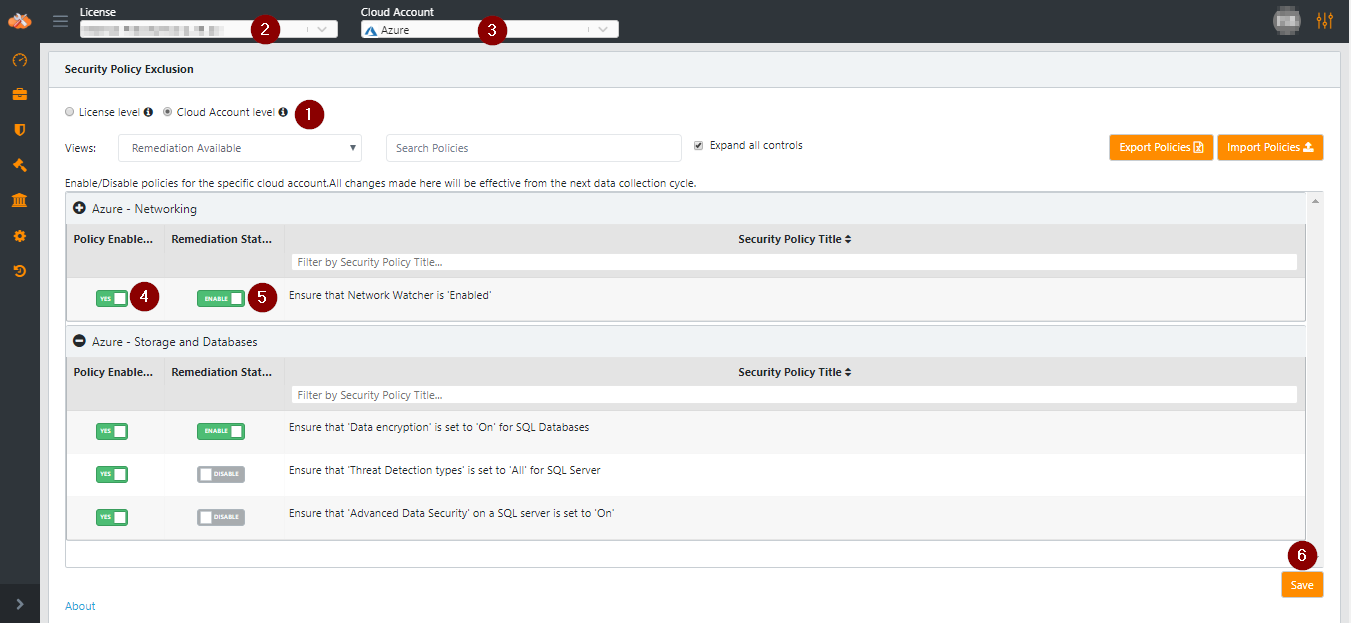 License
Cloud Account
2
Azure
3
Security Policy Exclusion
License level
Cloud Account level
1
Views:
Remediation Available
Search Policies
Expand all controls
Export Policies
Import Policies
Enable/Disable policies for the specific cloud account.All changes made here will be effective from the next data collection cycle.
Azure - Networking
Policy Enable...
Remediation Stat...
Security Policy Title
Filter by Security Policy Title...
YES
4
ENABLE
5
Ensure that Network Watcher is 'Enabled'
Azure - Storage and Databases
Policy Enable...
Remediation Stat...
Security Policy Title
Filter by Security Policy Title...
YES
ENABLE
Ensure that 'Data encryption' is set to 'On' for SQL Databases
YES
DISABLE
Ensure that 'Threat Detection types' is set to 'All' for SQL Server
YES
DISABLE
Ensure that 'Advanced Data Security' on a SQL server is set to 'On'
6
Save
About